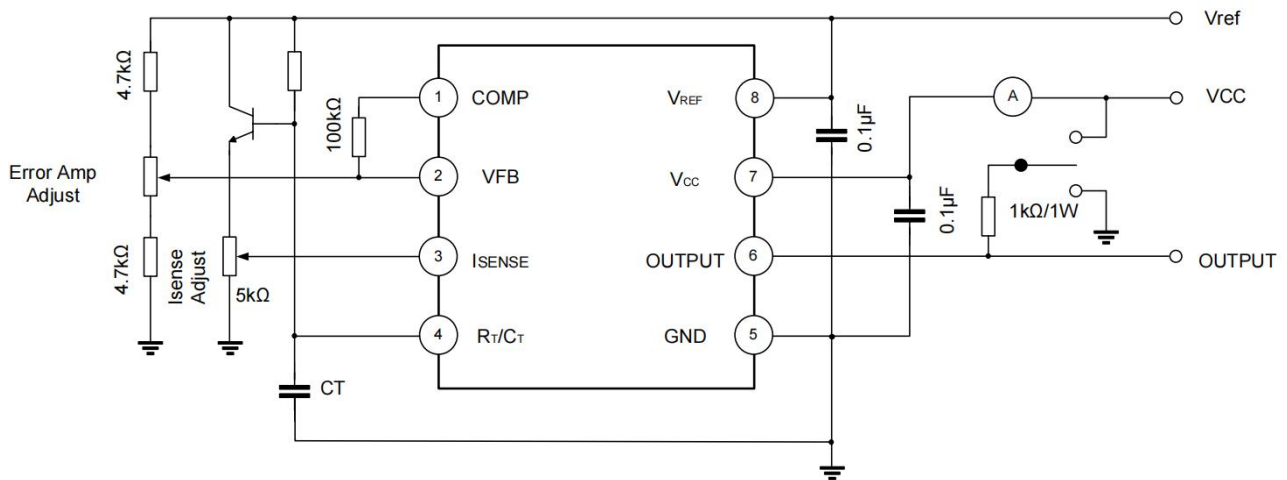 Vref
4.7kΩ
100kΩ
1
COMP
VREF
8
0.1µF
A
VCC
Error Amp
Adjust
2
VFB
VCC
7
0.1µF
1kΩ/1W
4.7kΩ
Isense
Adjust
5kΩ
3
ISENSE
OUTPUT
6
OUTPUT
4
RT/CT
GND
5
CT